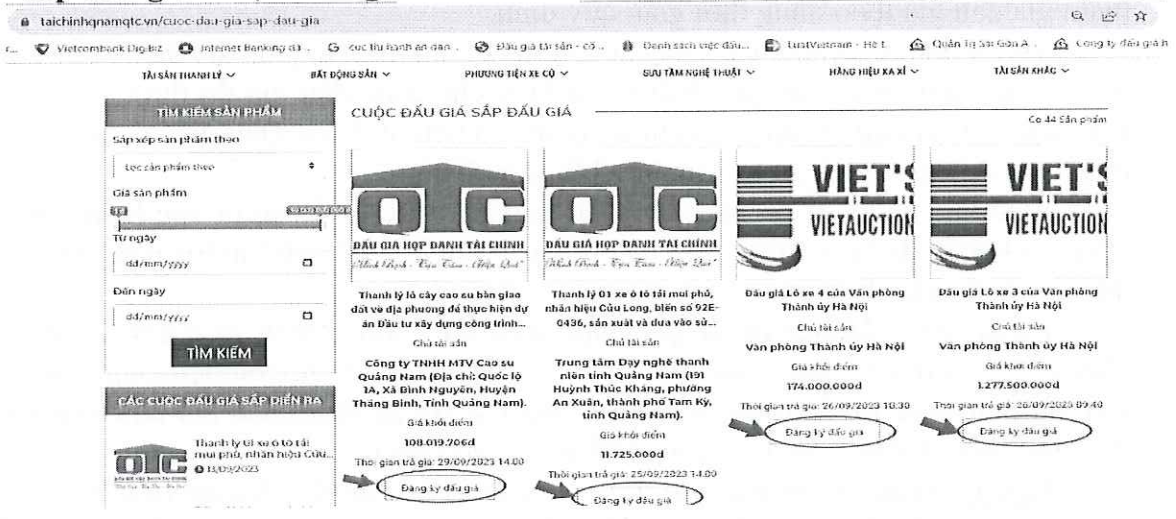 taichinhqnamqtc.vn/cuoc-dau-gia-sap-dau-gia
Vietcombank Digibiz
Internet Banking
Đấu giá tài sản
Danh sách việc đấu...
LuatVietnam
TÀI SẢN THANH LÝ
BẤT ĐỘNG SẢN
PHƯƠNG TIỆN XE CỘ
SƯU TẦM NGHỆ THUẬT
HÀNG HIỆU XA XỈ
TÀI SẢN KHÁC
TÌM KIẾM SẢN PHẨM
Sắp xếp sản phẩm theo
Lọc sản phẩm theo
Giá sản phẩm
Từ ngày
dd/mm/yyyy
Đến ngày
dd/mm/yyyy
TÌM KIẾM
CÁC CUỘC ĐẤU GIÁ SẮP DIỄN RA
Thanh lý 01 xe ô tô tải
mui phủ, nhãn hiệu Cửu...
13/09/2023
CUỘC ĐẤU GIÁ SẮP ĐẤU GIÁ
Có 44 Sản phẩm
QTC
ĐẤU GIÁ HỢP DANH TÀI CHÍNH
Thanh lý lô cây cao su bàn giao
đất về địa phương để thực hiện dự
án Đầu tư xây dựng công trình...
Chủ tài sản
Công ty TNHH MTV Cao su
Quảng Nam (Địa chỉ: Quốc lộ
1A, Xã Bình Nguyên, Huyện
Thăng Bình, Tỉnh Quảng Nam).
Giá khởi điểm
108.019.706đ
Thời gian trả giá: 29/09/2023 14:00
Đăng ký đấu giá
QTC
ĐẤU GIÁ HỢP DANH TÀI CHÍNH
Thanh lý 01 xe ô tô tải mui phủ,
nhãn hiệu Cửu Long, biển số 92E-
0436, sản xuất và đưa vào sử...
Chủ tài sản
Trung tâm Dạy nghề thanh
niên tỉnh Quảng Nam (191
Huỳnh Thúc Kháng, phường
An Xuân, thành phố Tam Kỳ,
tỉnh Quảng Nam).
Giá khởi điểm
11.725.000đ
Thời gian trả giá: 25/09/2023 14:00
Đăng ký đấu giá
VIET'S
VIETAUCTION
Đấu giá Lô xe 4 của Văn phòng
Thành ủy Hà Nội
Chủ tài sản
Văn phòng Thành ủy Hà Nội
Giá khởi điểm
174.000.000đ
Thời gian trả giá: 26/09/2023 10:30
Đăng ký đấu giá
VIET'S
VIETAUCTION
Đấu giá Lô xe 3 của Văn phòng
Thành ủy Hà Nội
Chủ tài sản
Văn phòng Thành ủy Hà Nội
Giá khởi điểm
1.277.500.000đ
Thời gian trả giá: 26/09/2023 09:40
Đăng ký đấu giá